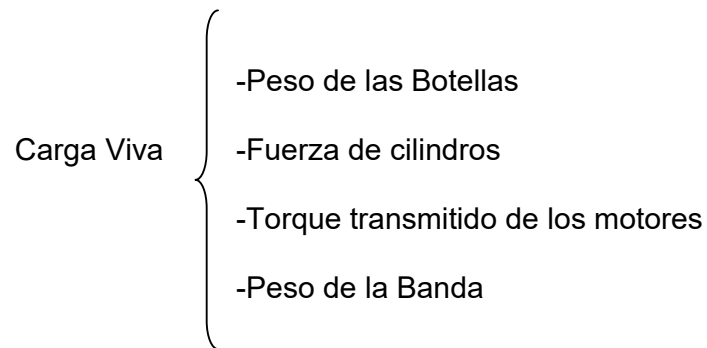 -Peso de las Botellas
Carga Viva
-Fuerza de cilindros
-Torque transmitido de los motores
-Peso de la Banda